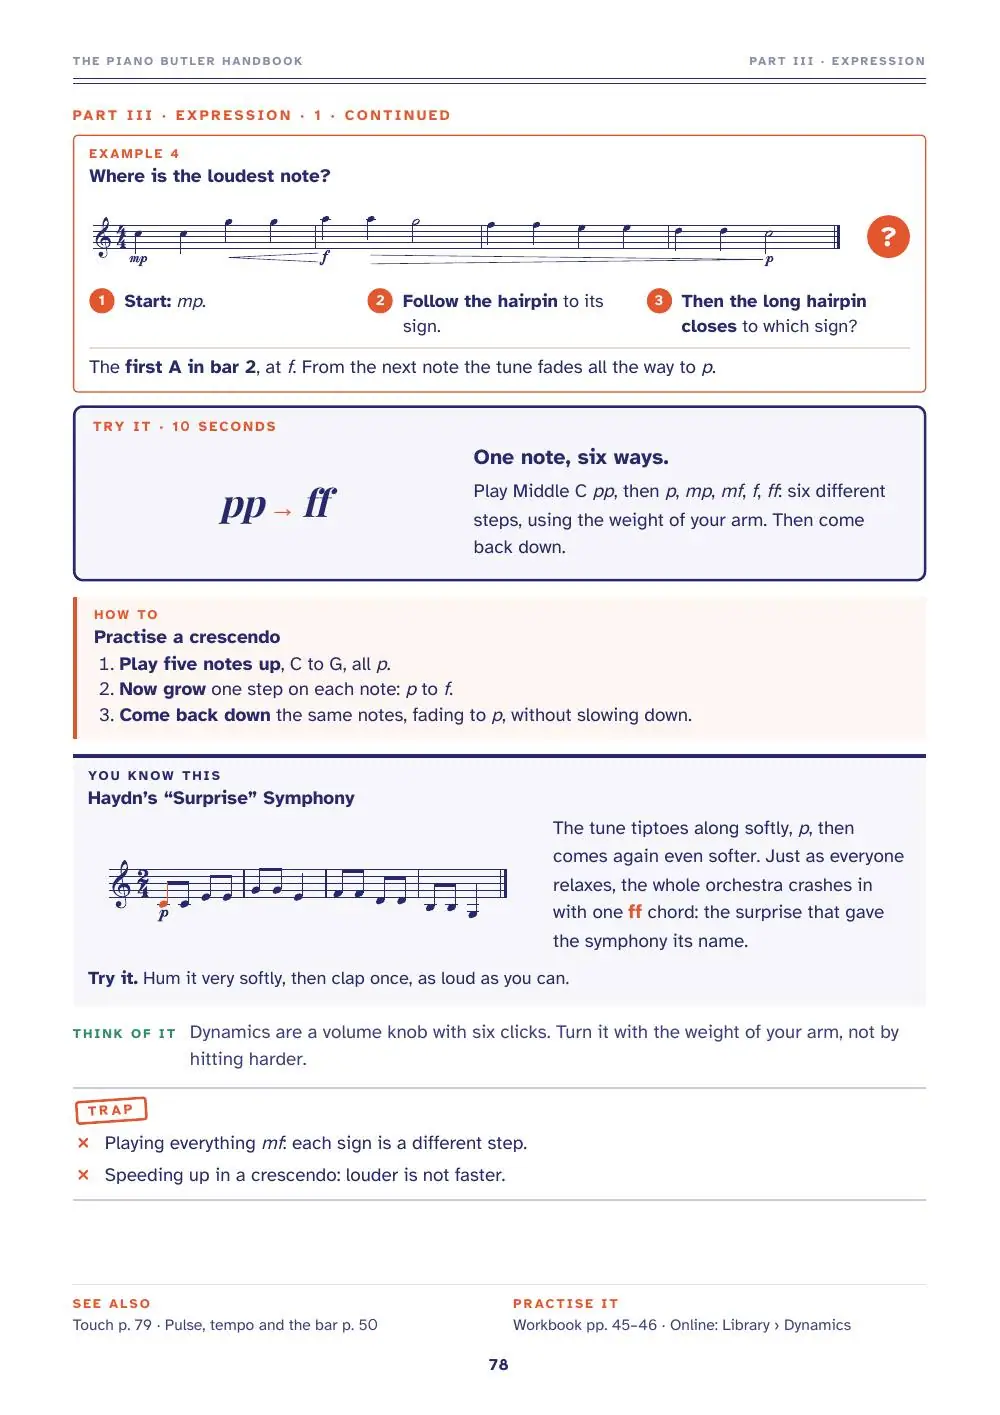 THE PIANO BUTLER HANDBOOK
PART III · EXPRESSION
PART III · EXPRESSION · 1 · CONTINUED
EXAMPLE 4
Where is the loudest note?
mp
f
p
?
1 Start: mp.
2 Follow the hairpin to its
sign.
3 Then the long hairpin
closes to which sign?
The first A in bar 2, at f. From the next note the tune fades all the way to p.
TRY IT · 10 SECONDS
pp → ff
One note, six ways.
Play Middle C pp, then p, mp, mf, f, ff: six different
steps, using the weight of your arm. Then come
back down.
HOW TO
Practise a crescendo
1. Play five notes up, C to G, all p.
2. Now grow one step on each note: p to f.
3. Come back down the same notes, fading to p, without slowing down.
YOU KNOW THIS
Haydn’s “Surprise” Symphony
p
The tune tiptoes along softly, p, then
comes again even softer. Just as everyone
relaxes, the whole orchestra crashes in
with one ff chord: the surprise that gave
the symphony its name.
Try it. Hum it very softly, then clap once, as loud as you can.
THINK OF IT Dynamics are a volume knob with six clicks. Turn it with the weight of your arm, not by
hitting harder.
TRAP
× Playing everything mf: each sign is a different step.
× Speeding up in a crescendo: louder is not faster.
SEE ALSO
Touch p. 79 · Pulse, tempo and the bar p. 50
PRACTISE IT
Workbook pp. 45–46 · Online: Library › Dynamics
78